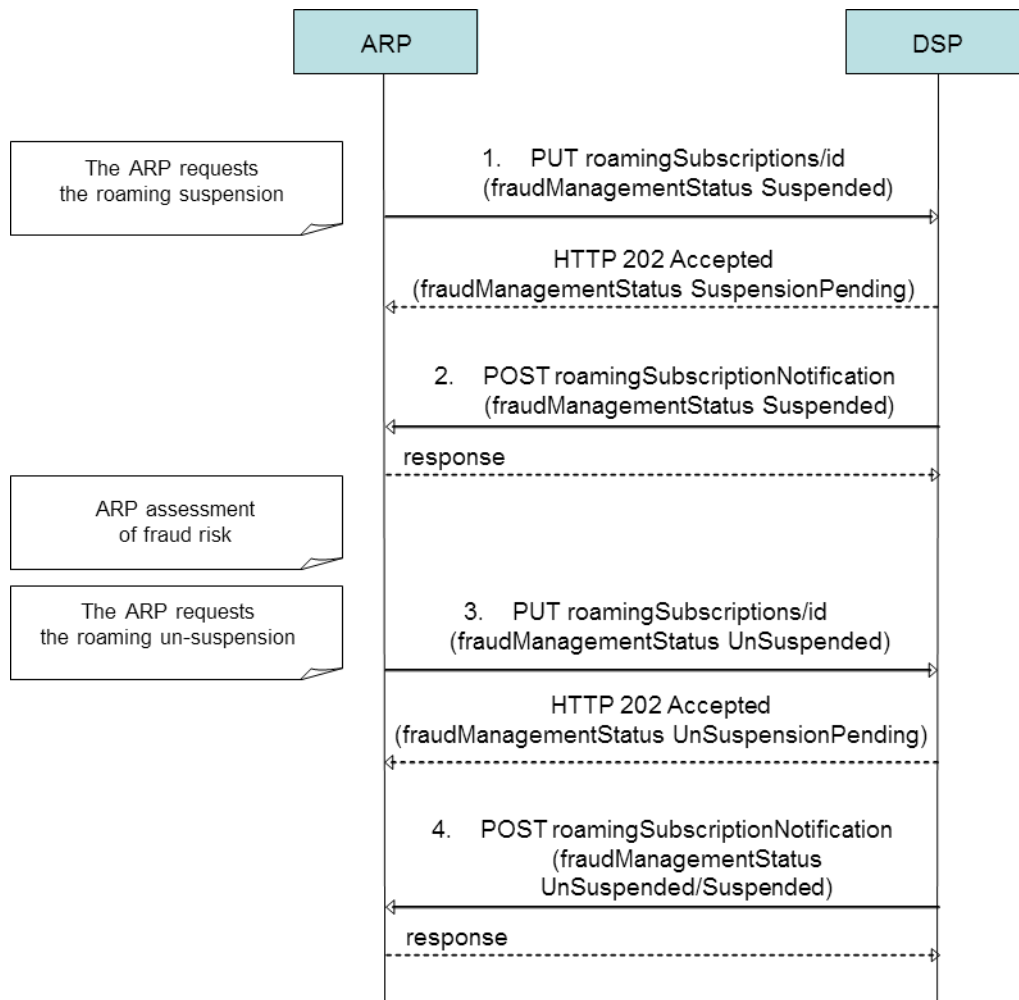 ARP
DSP
The ARP requests
the roaming suspension
1. PUT roamingSubscriptions/id
(fraudManagementStatus Suspended)
HTTP 202 Accepted
(fraudManagementStatus SuspensionPending)
2. POST roamingSubscriptionNotification
(fraudManagementStatus Suspended)
response
ARP assessment
of fraud risk
The ARP requests
the roaming un-suspension
3. PUT roamingSubscriptions/id
(fraudManagementStatus UnSuspended)
HTTP 202 Accepted
(fraudManagementStatus UnSuspensionPending)
4. POST roamingSubscriptionNotification
(fraudManagementStatus
UnSuspended/Suspended)
response